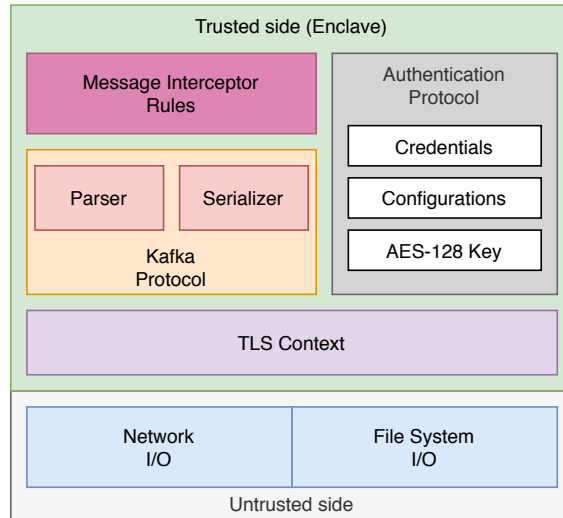 Trusted side (Enclave)
Message Interceptor
Rules
Authentication
Protocol
Credentials
Configurations
AES-128 Key
Parser
Serializer
Kafka
Protocol
TLS Context
Network
I/O
File System
I/O
Untrusted side